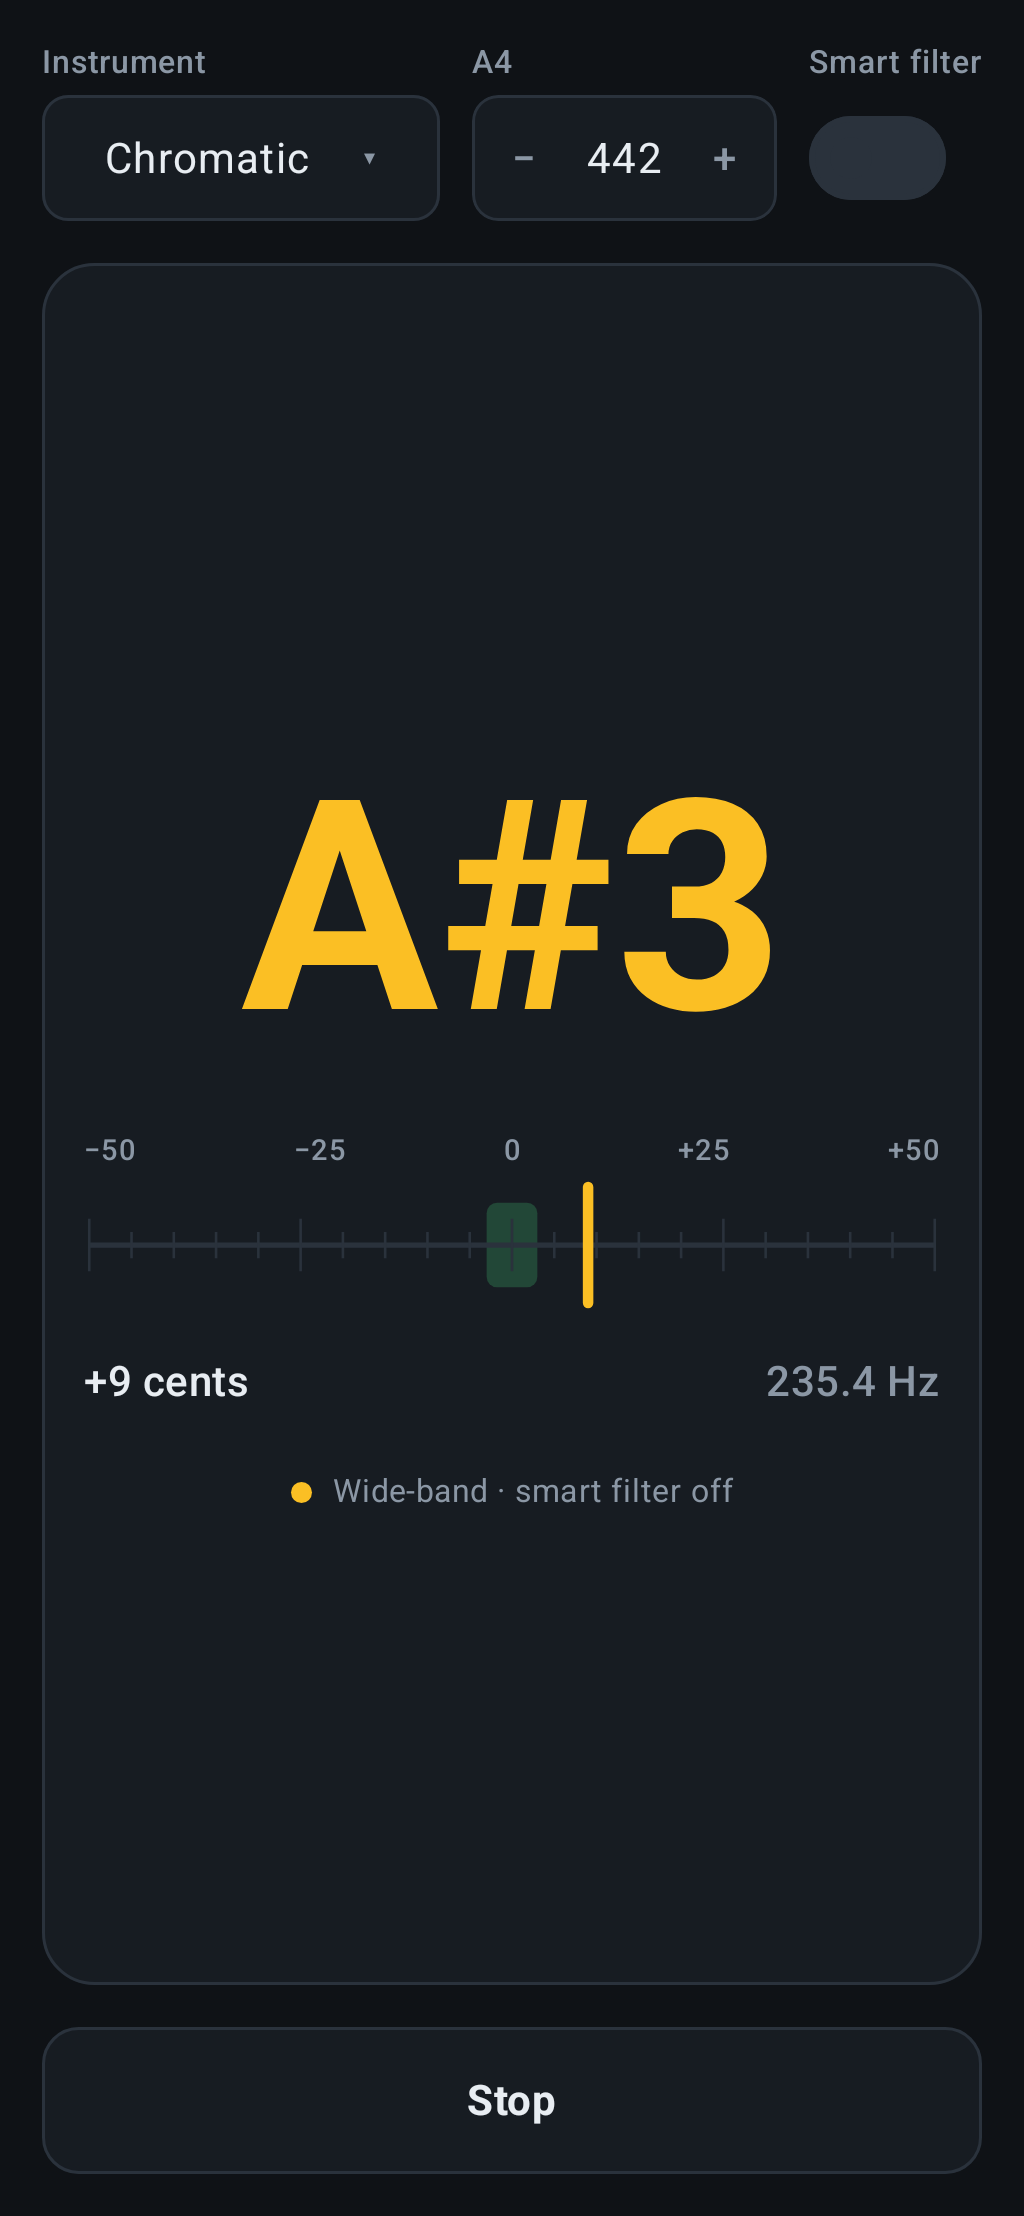 Instrument A4 Smart filter
Chromatic ▼ − 442 +
A#3
−50 −25 0 +25 +50
+9 cents 235.4 Hz
Wide-band · smart filter off
Stop